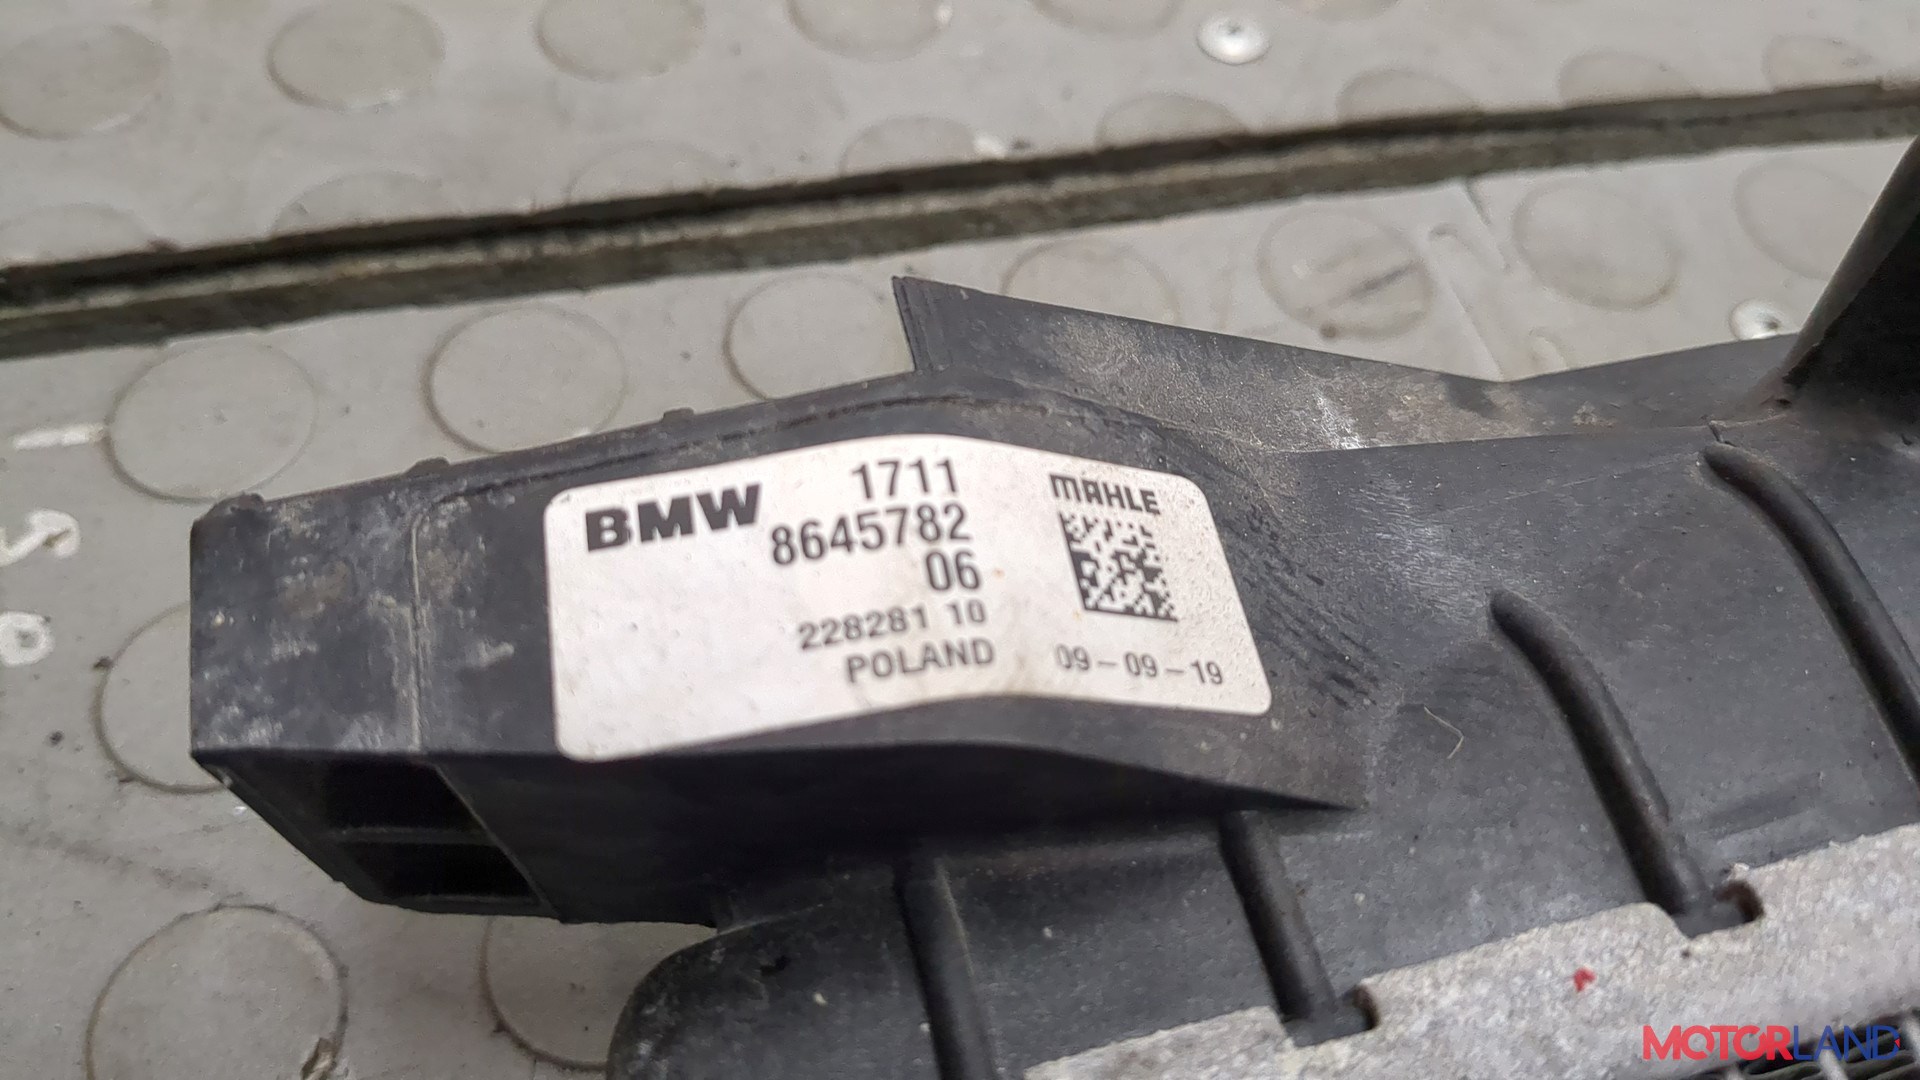 BMW
1711
8645782
06
228281 10
POLAND
MAHLE
09-09-19
MOTORLAND